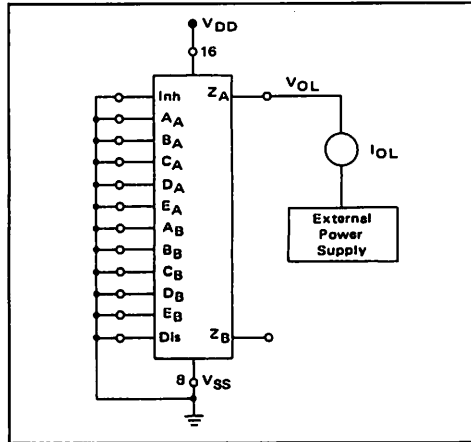 VDD
16
Inh ZA VOL
AA
BA
CA IOL
DA
EA
AB External
BB Power
CB Supply
DB
EB
Dis ZB
8 VSS